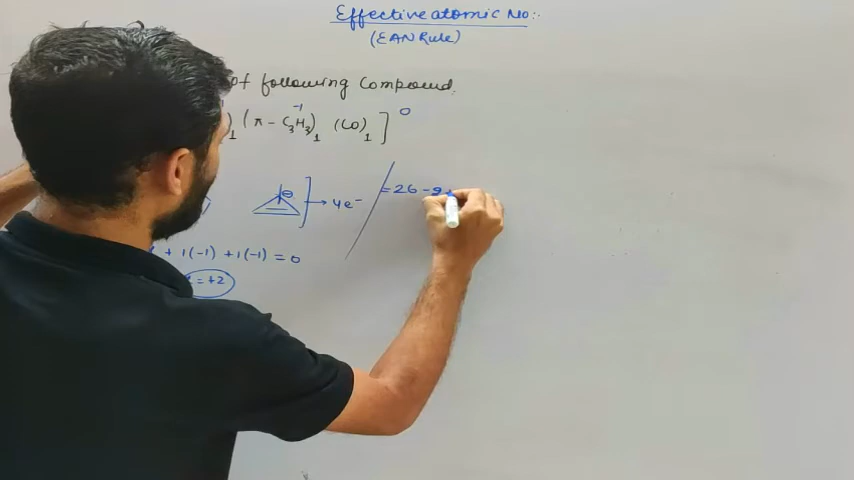 Effective atomic No:-
(EAN Rule)
of following Compound.
(π - C₃H₃)₁⁻¹ (CO)₁ ]⁰
⊖ ] → 4e⁻ = 26 - 2 +
+ 1(-1) + 1(-1) = 0
= +2